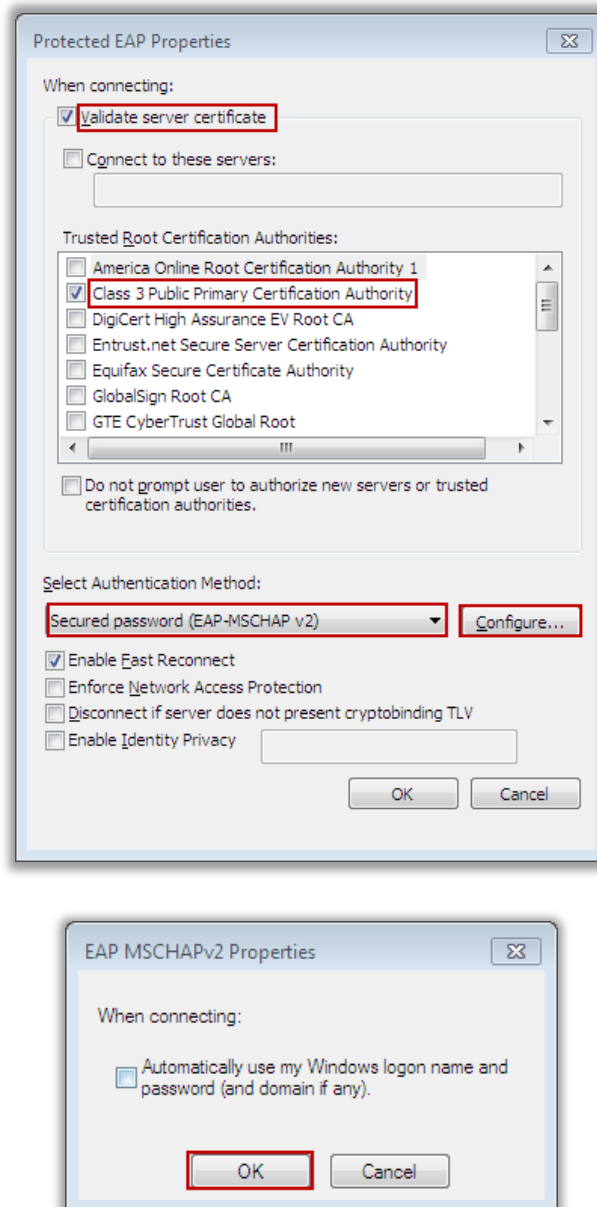 Protected EAP Properties
When connecting:
Validate server certificate
Connect to these servers:
Trusted Root Certification Authorities:
America Online Root Certification Authority 1
Class 3 Public Primary Certification Authority
DigiCert High Assurance EV Root CA
Entrust.net Secure Server Certification Authority
Equifax Secure Certificate Authority
GlobalSign Root CA
GTE CyberTrust Global Root
Do not prompt user to authorize new servers or trusted
certification authorities.
Select Authentication Method:
Secured password (EAP-MSCHAP v2) Configure...
Enable Fast Reconnect
Enforce Network Access Protection
Disconnect if server does not present cryptobinding TLV
Enable Identity Privacy
OK Cancel
EAP MSCHAPv2 Properties
When connecting:
Automatically use my Windows logon name and
password (and domain if any).
OK Cancel